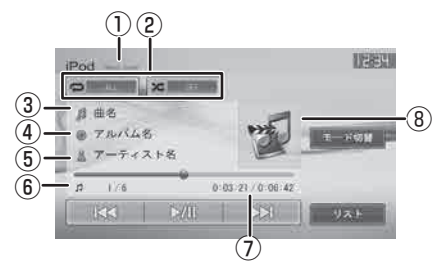 ① ②
iPod 12:34
ALL OFF
③ 曲名
④ アルバム名
⑤ アーティスト名
⑧
モード切替
⑥ 1/6 0:03:21/0:06:42
⑦
リスト